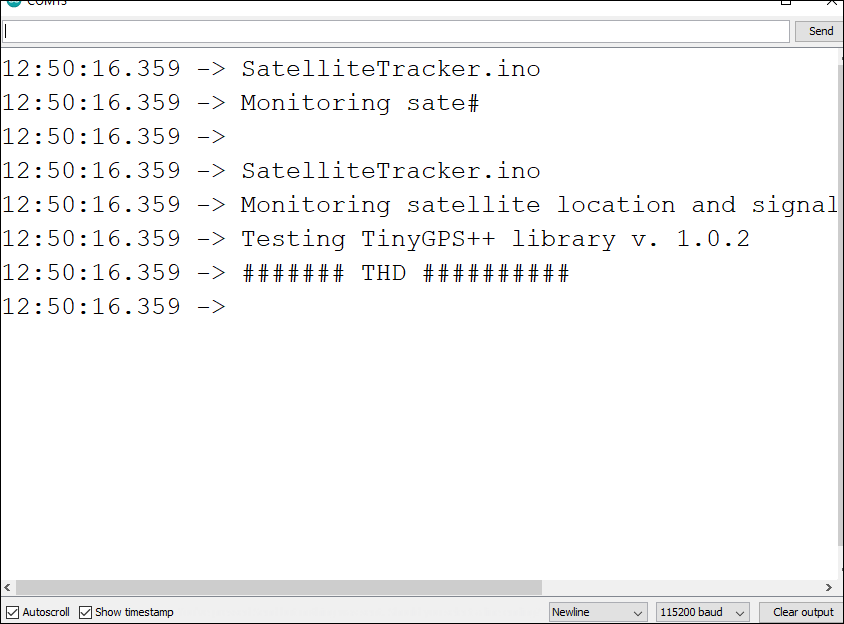 Send
12:50:16.359 -> SatelliteTracker.ino
12:50:16.359 -> Monitoring sate#
12:50:16.359 ->
12:50:16.359 -> SatelliteTracker.ino
12:50:16.359 -> Monitoring satellite location and signal
12:50:16.359 -> Testing TinyGPS++ library v. 1.0.2
12:50:16.359 -> ####### THD ##########
12:50:16.359 ->
Autoscroll Show timestamp Newline 115200 baud Clear output